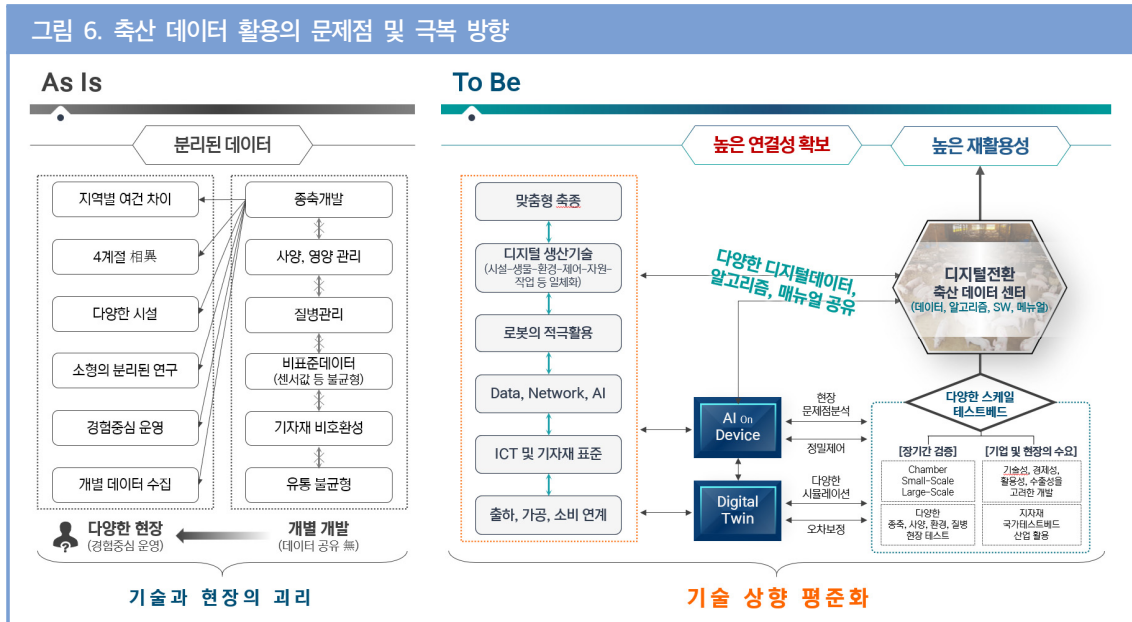 그림 6. 축산 데이터 활용의 문제점 및 극복 방향
As Is
분리된 데이터
지역별 여건 차이
4계절 相異
다양한 시설
소형의 분리된 연구
경험중심 운영
개별 데이터 수집
종축개발
사양, 영양 관리
질병관리
비표준데이터
(센서값 등 불균형)
기자재 비호환성
유통 불균형
다양한 현장
(경험중심 운영)
개별 개발
(데이터 공유 無)
기술과 현장의 괴리
To Be
높은 연결성 확보
높은 재활용성
맞춤형 축종
디지털 생산기술
(시설-생물-환경-제어-자원-
작업 등 일체화)
로봇의 적극활용
Data, Network, AI
ICT 및 기자재 표준
출하, 가공, 소비 연계
다양한 디지털데이터,
알고리즘, 매뉴얼 공유
디지털전환
축산 데이터 센터
(데이터, 알고리즘, SW, 메뉴얼)
AI On
Device
현장
문제점분석
정밀제어
Digital
Twin
다양한
시뮬레이션
오차보정
다양한 스케일
테스트베드
[장기간 검증]
Chamber
Small-Scale
Large-Scale
다양한
종축, 사양, 환경, 질병
현장 테스트
[기업 및 현장의 수요]
기술성, 경제성,
활용성, 수출성을
고려한 개발
지자재
국가테스트베드
산업 활용
기술 상향 평준화